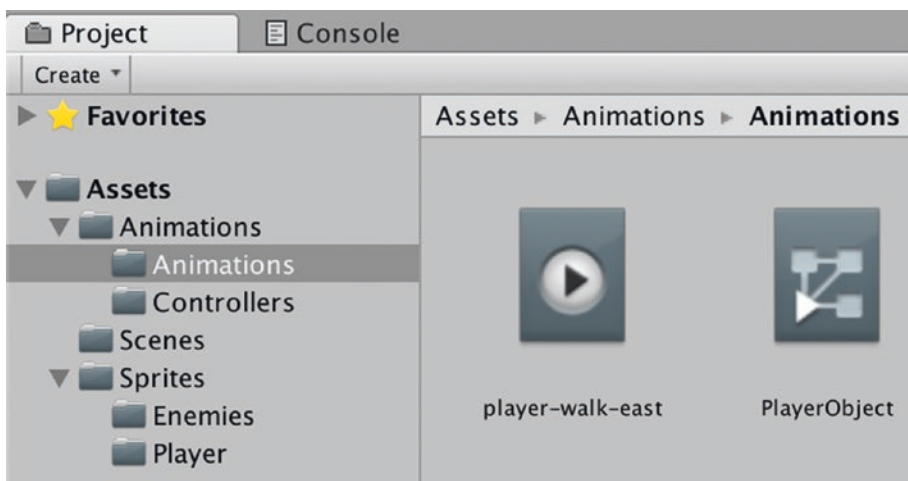 Project
Console
Create
Favorites
Assets
Animations
Animations
Controllers
Scenes
Sprites
Enemies
Player
Assets Animations Animations
player-walk-east
PlayerObject